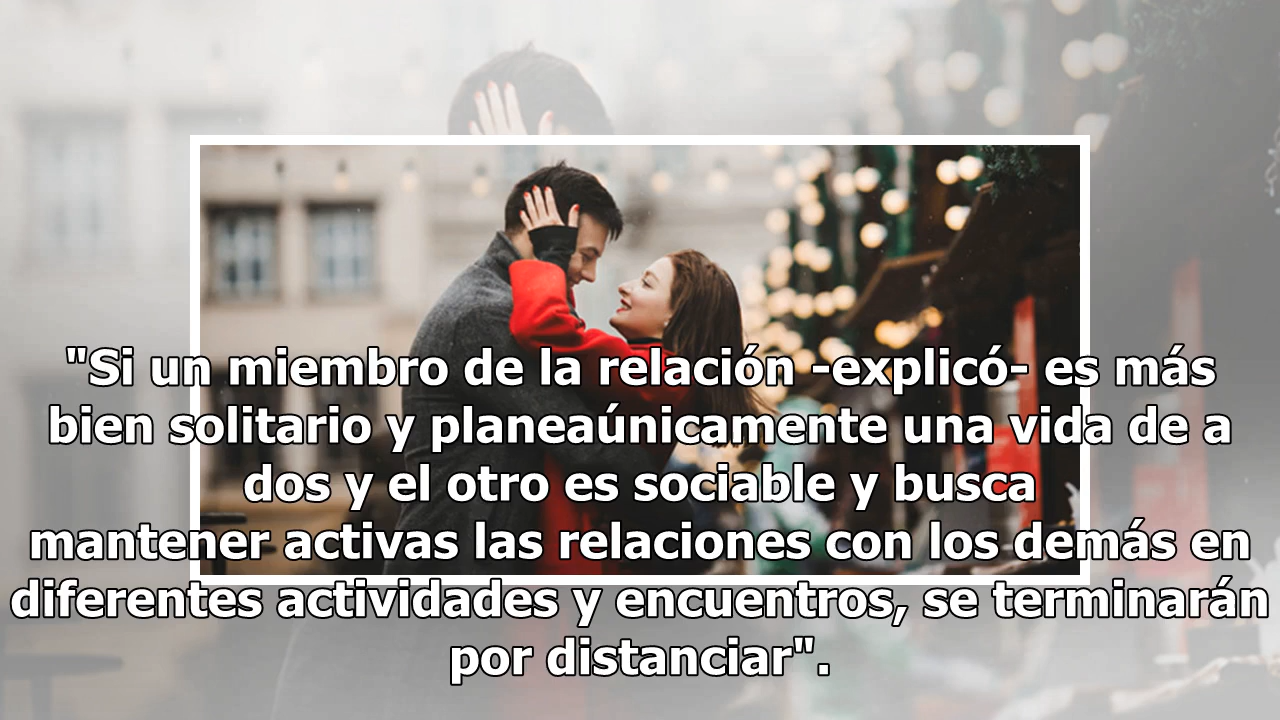 "Si un miembro de la relación -explicó- es más
bien solitario y planeaúnicamente una vida de a
dos y el otro es sociable y busca
mantener activas las relaciones con los demás en
diferentes actividades y encuentros, se terminarán
por distanciar".